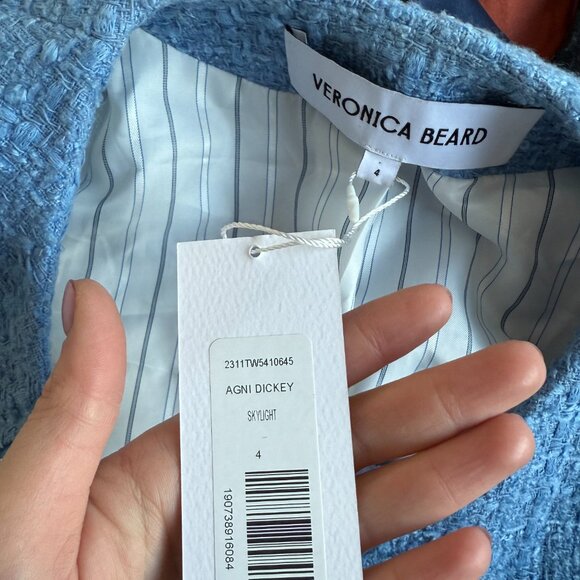 VERONICA BEARD
4
2311TW5410645
AGNI DICKEY
SKYLIGHT
4
190738916084